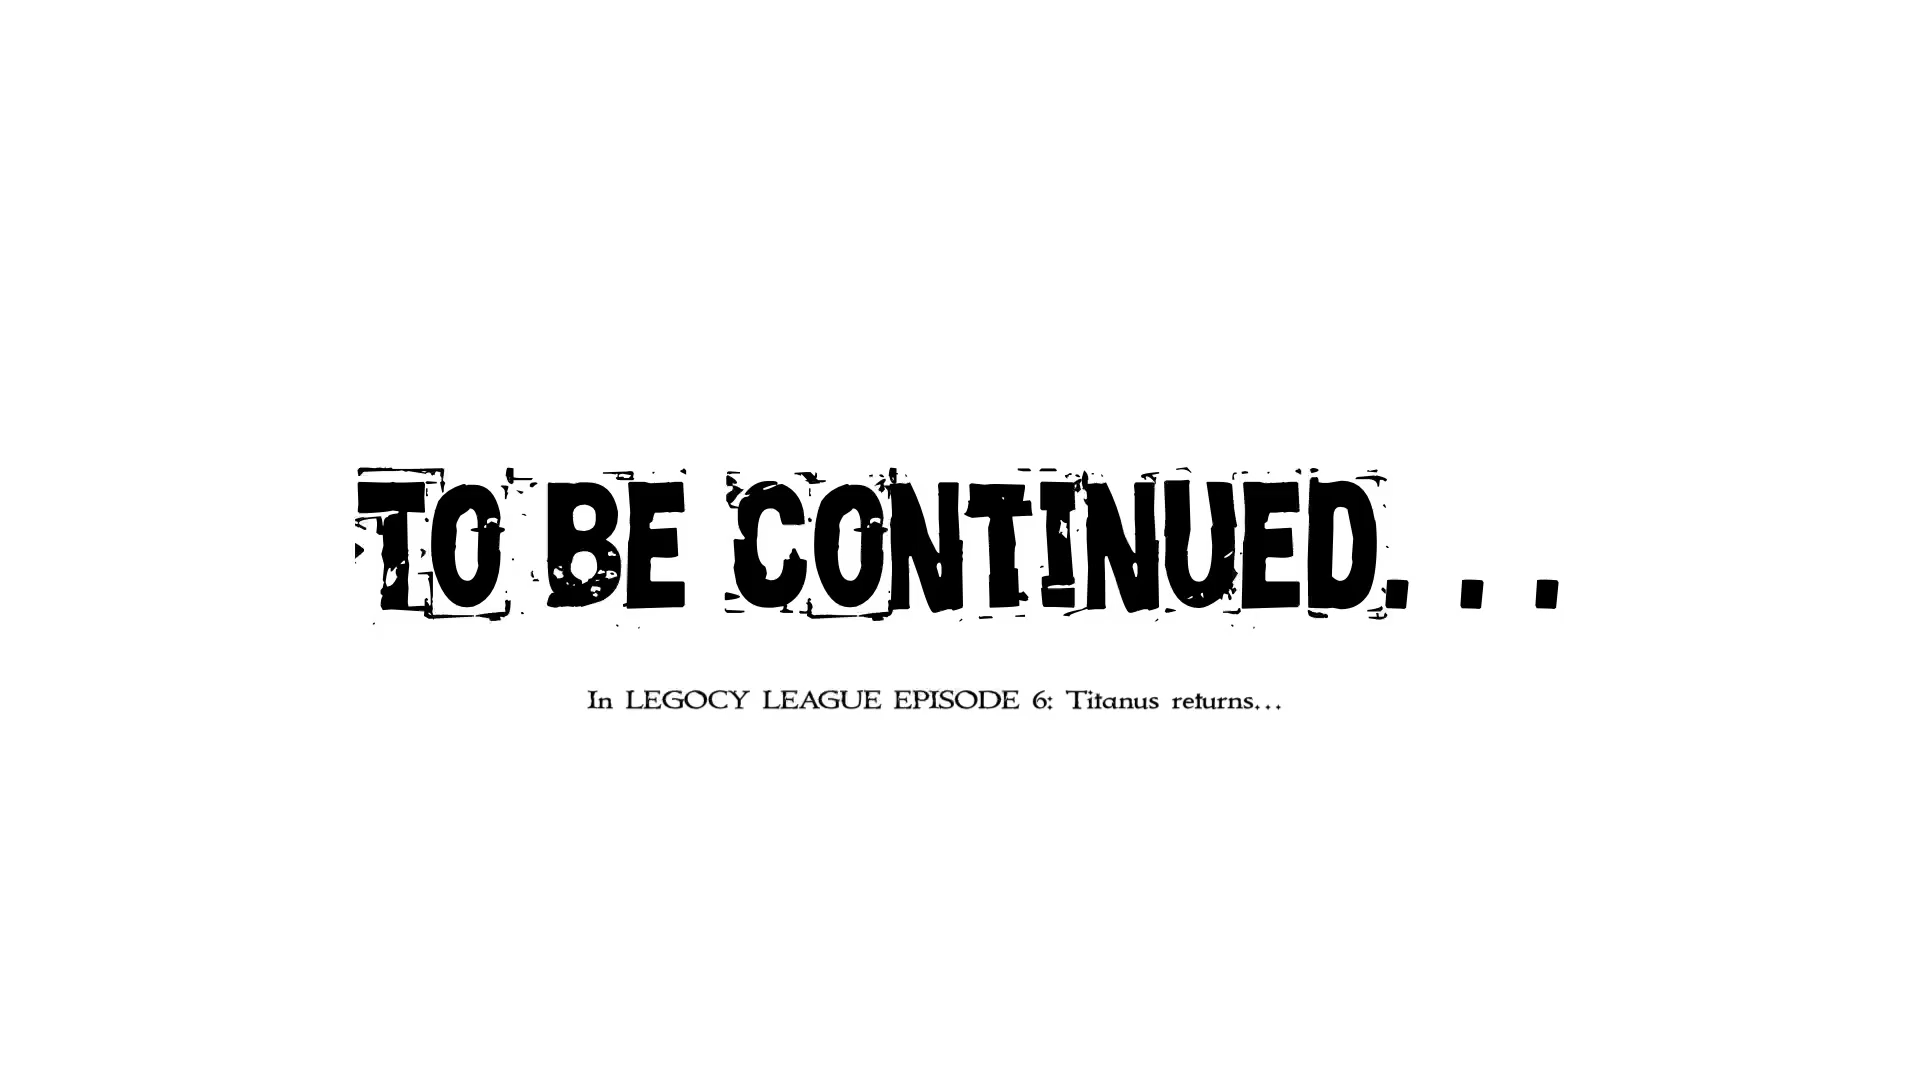 TO BE CONTINUED. . .
In LEGOCY LEAGUE EPISODE 6: Titanus returns...